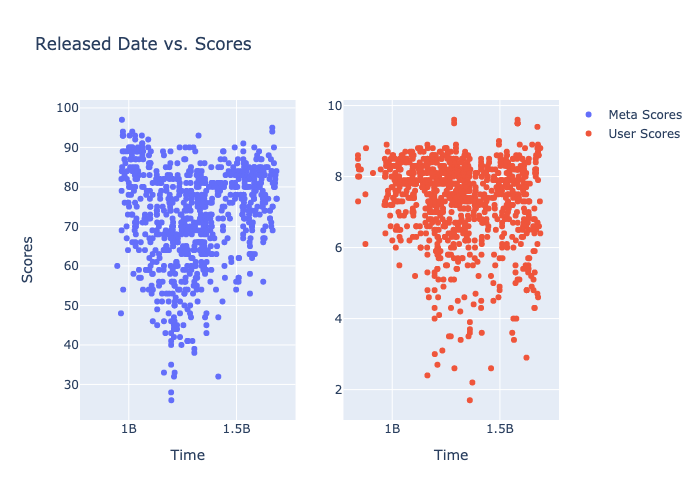 Released Date vs. Scores
Meta Scores
User Scores
Scores
100
90
80
70
60
50
40
30
1B
1.5B
Time
10
8
6
4
2
1B
1.5B
Time